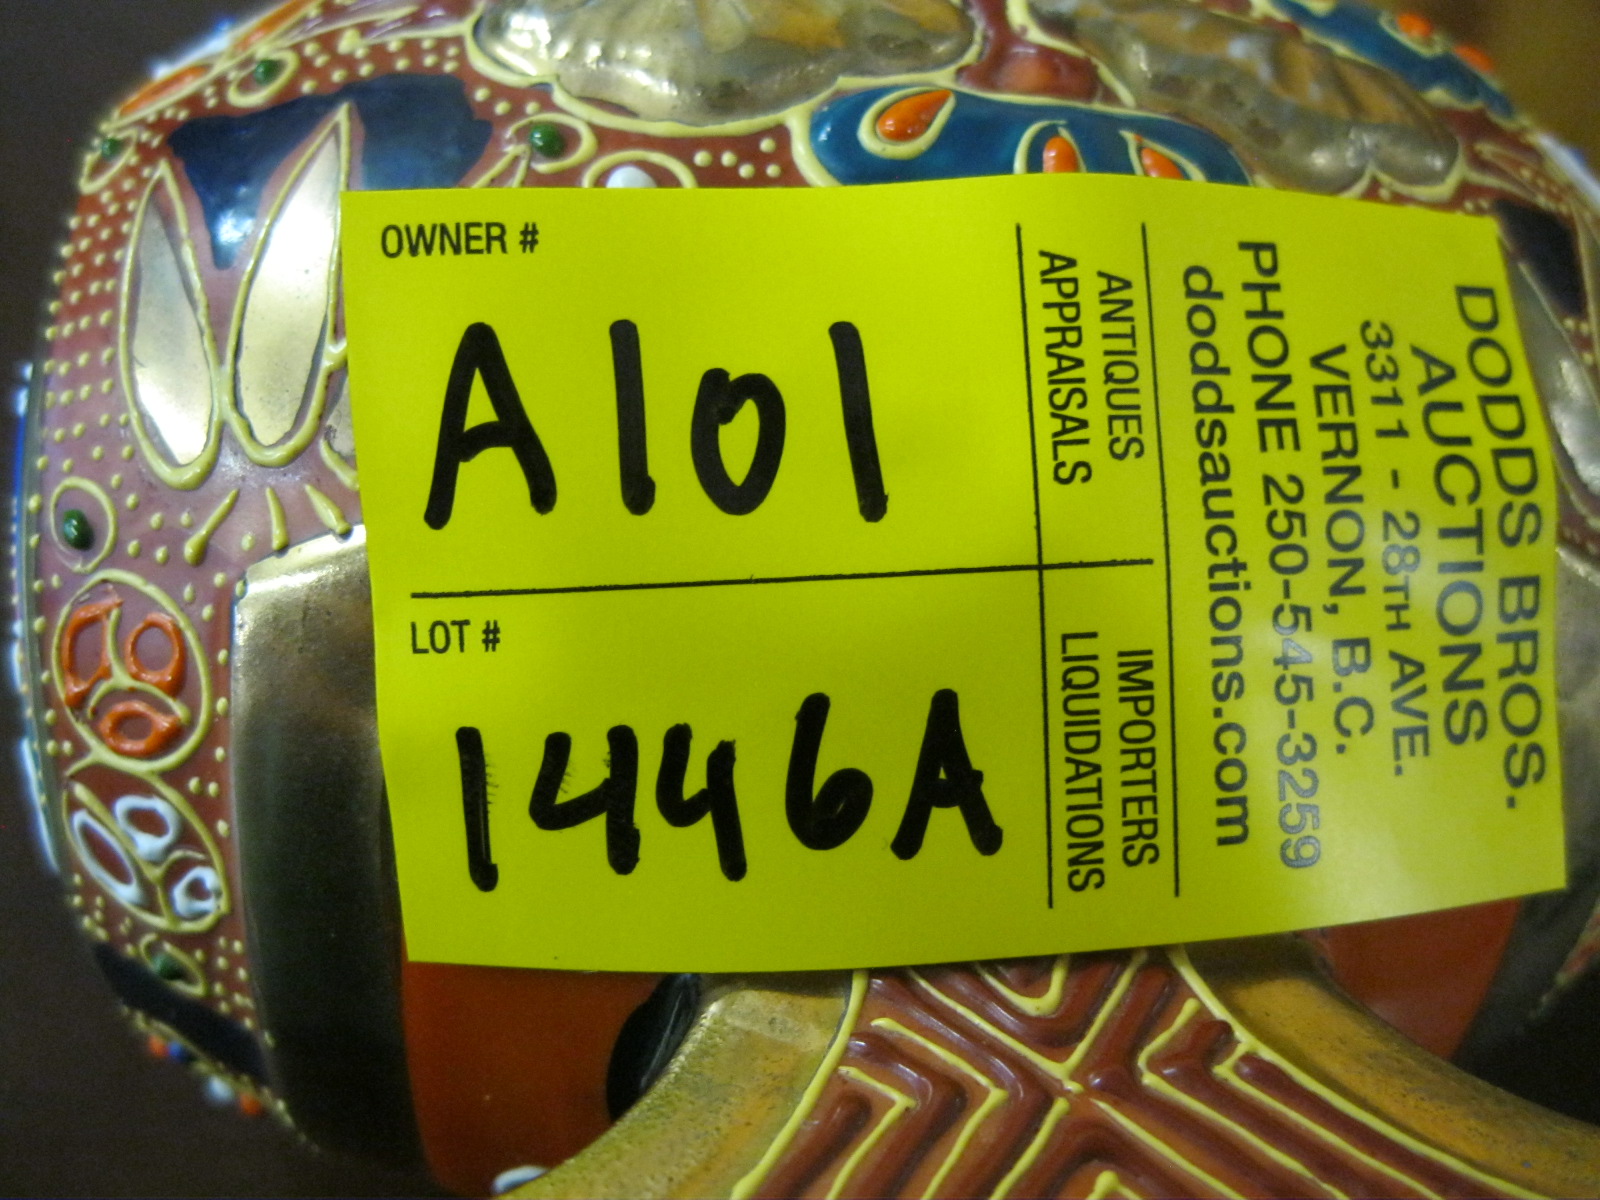 OWNER #
A101
LOT #
1446A
ANTIQUES
APPRAISALS
IMPORTERS
LIQUIDATIONS
DODDS BROS.
AUCTIONS
3311 - 28TH AVE.
VERNON, B.C.
PHONE 250-545-3259
doddsauctions.com